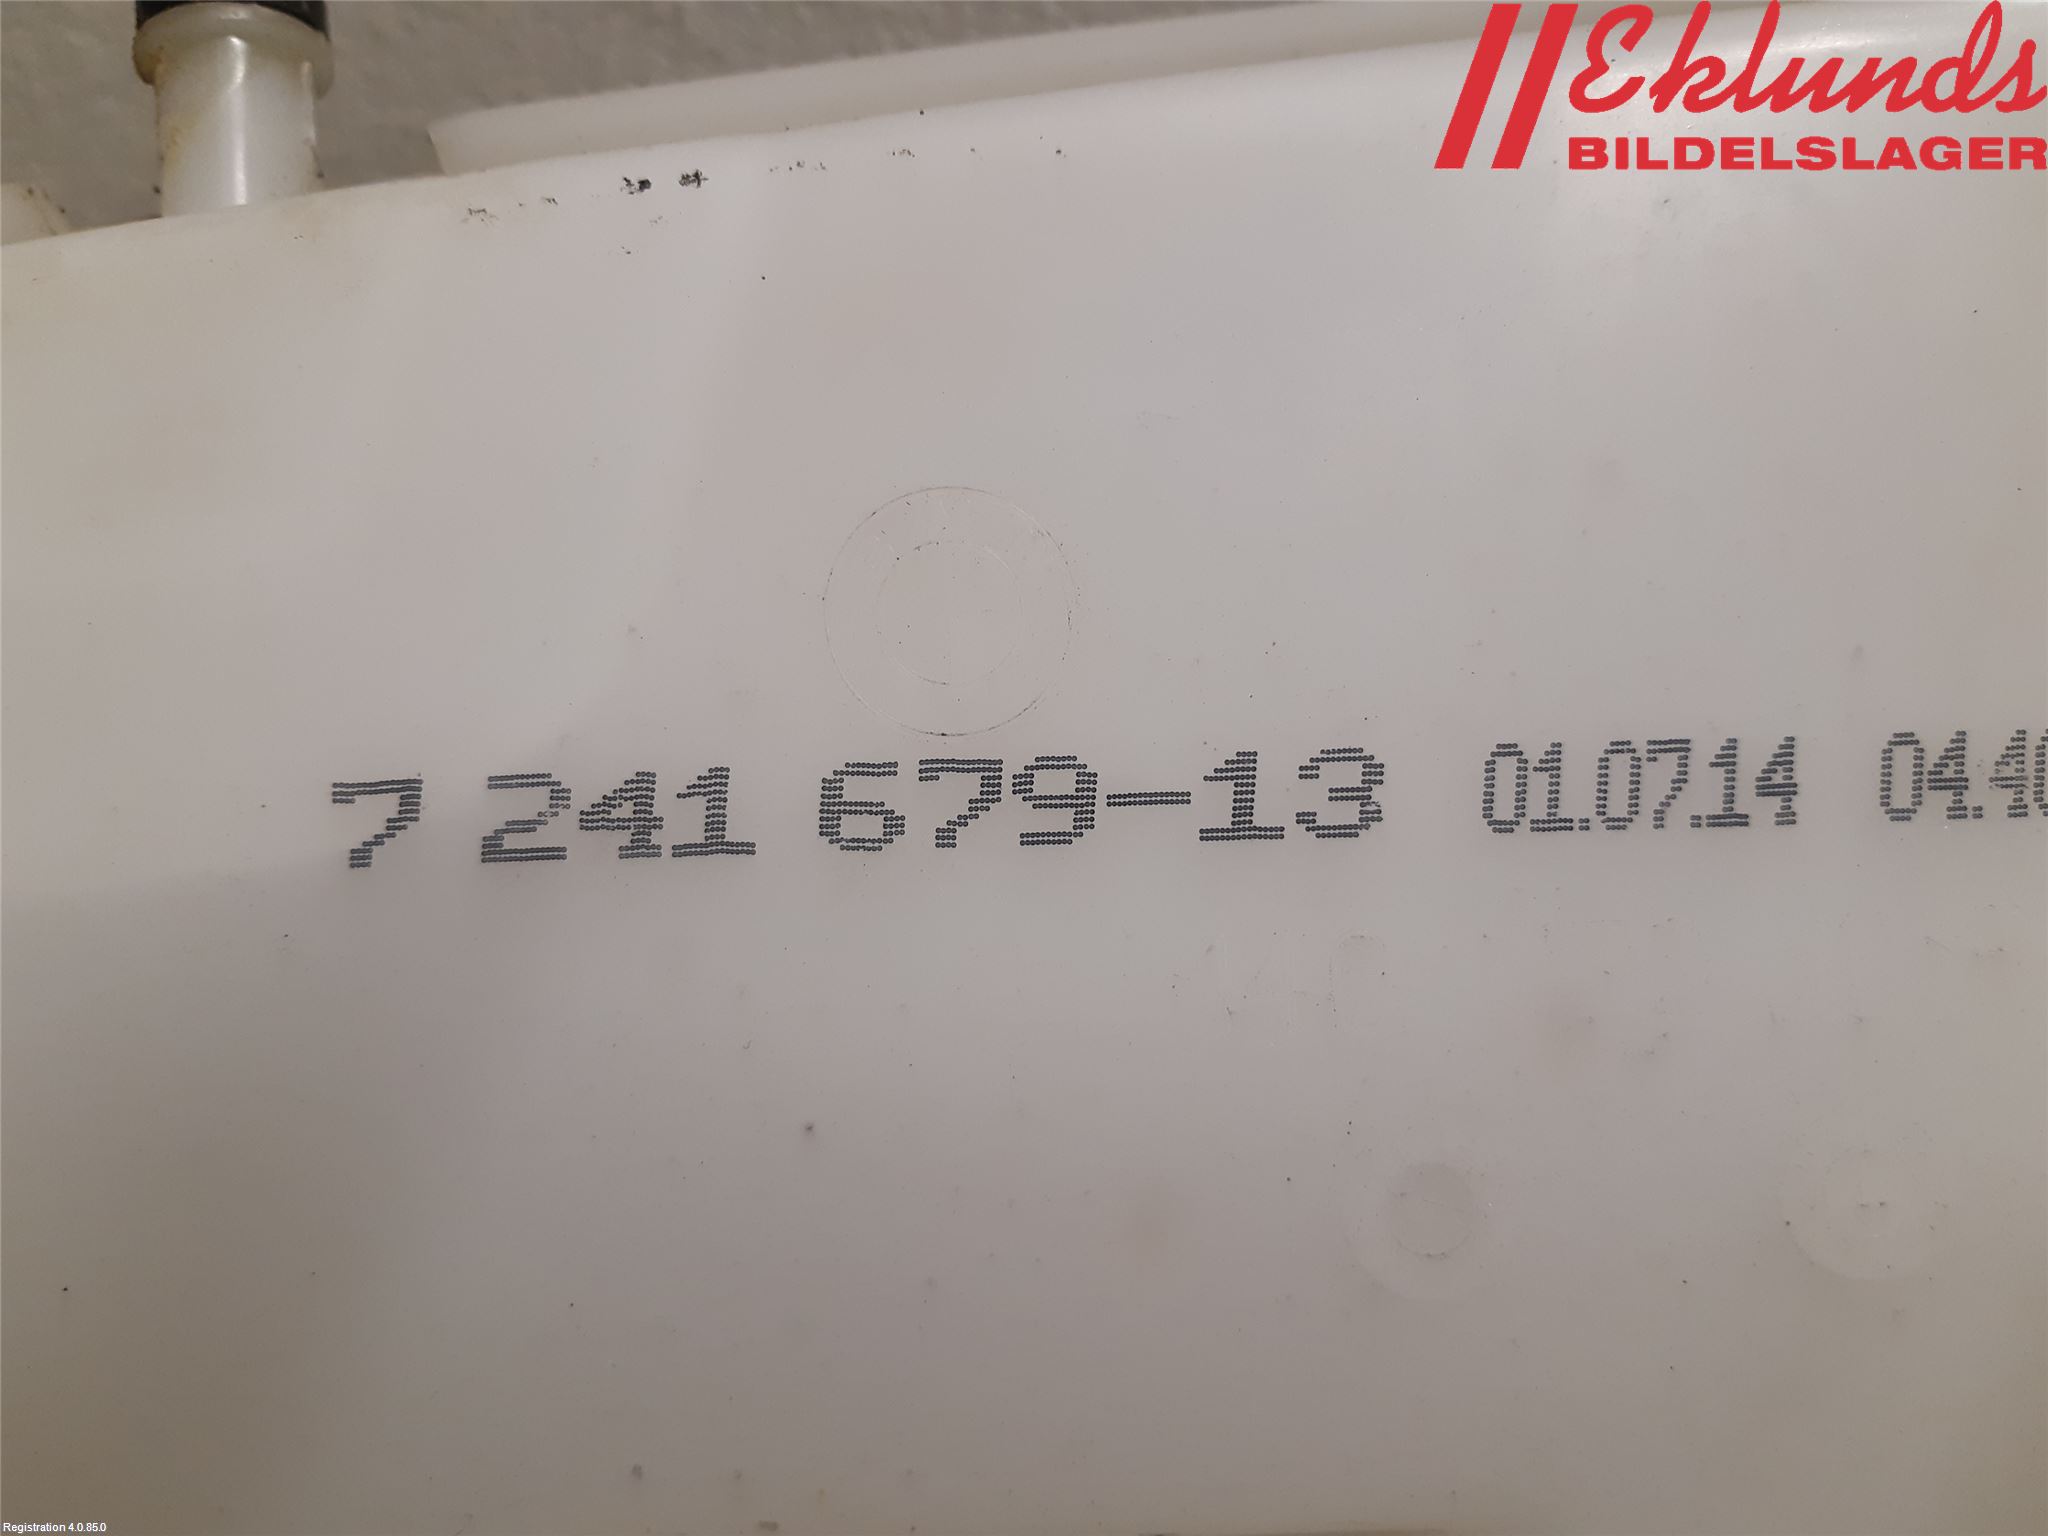 Eklunds
BILDELSLAGER
7 241 679-13 01.07.14
Registration 4.0.85.0